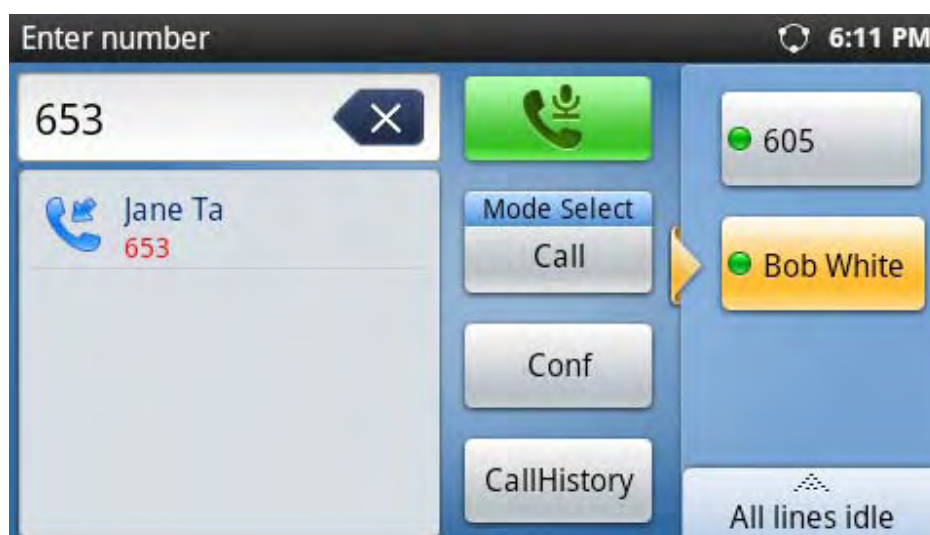 Enter number
6:11 PM
653
Jane Ta
653
Mode Select
Call
Conf
CallHistory
605
Bob White
All lines idle